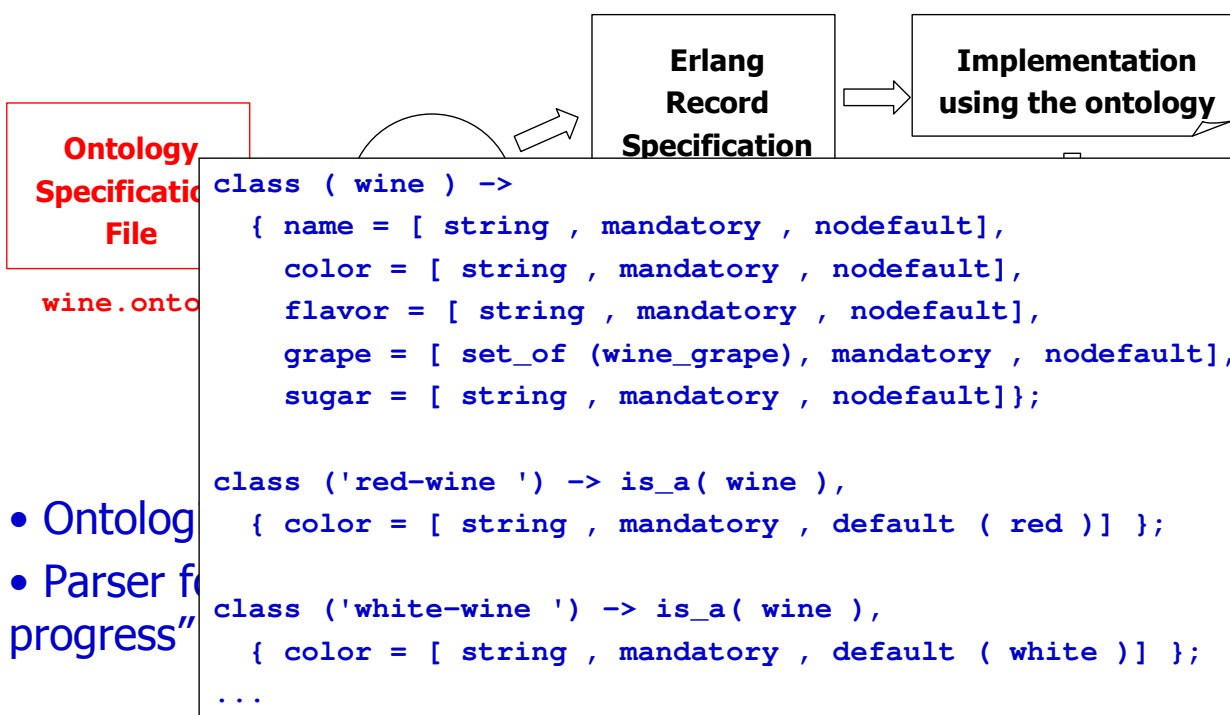 Erlang
Record
Specification
Implementation
using the ontology
Ontology
File
class ( wine ) ->
{ name = [ string , mandatory , nodefault],
color = [ string , mandatory , nodefault],
flavor = [ string , mandatory , nodefault],
grape = [ set_of (wine_grape), mandatory , nodefault],
sugar = [ string , mandatory , nodefault]};
class ('red-wine ') -> is_a( wine ),
{ color = [ string , mandatory , default ( red )] };
class ('white-wine ') -> is_a( wine ),
{ color = [ string , mandatory , default ( white )] };
...
wine.onto
• Ontolog
• Parser
progress”